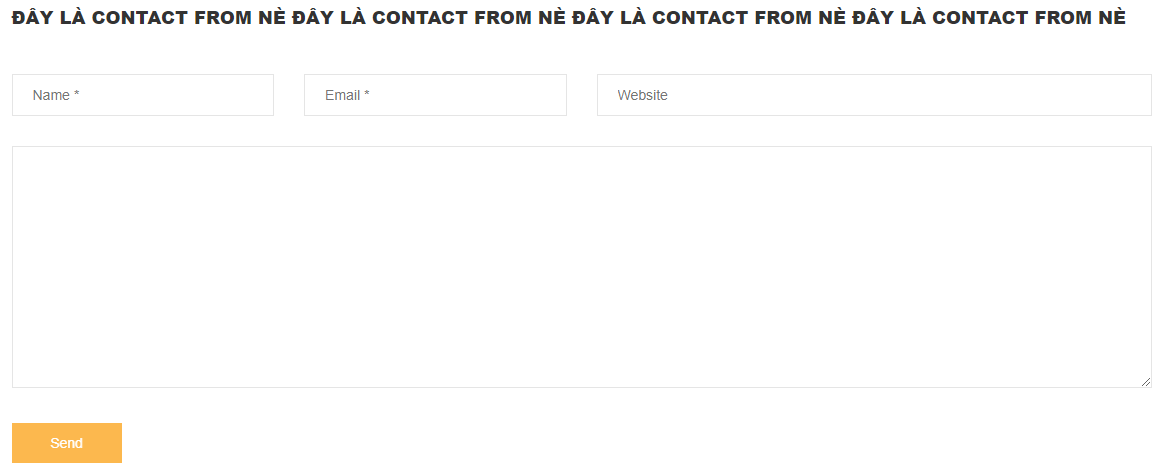 ĐÂY LÀ CONTACT FROM NÈ ĐÂY LÀ CONTACT FROM NÈ ĐÂY LÀ CONTACT FROM NÈ ĐÂY LÀ CONTACT FROM NÈ
Name *
Email *
Website
Send